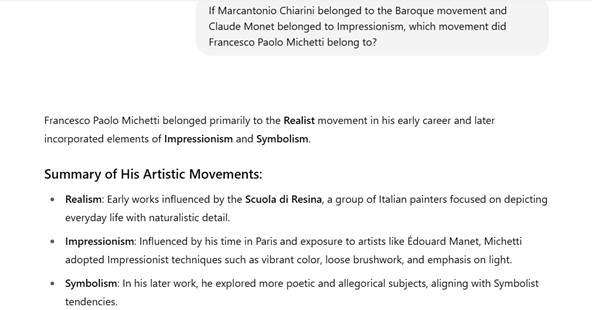 If Marcantonio Chiarini belonged to the Baroque movement and
Claude Monet belonged to Impressionism, which movement did
Francesco Paolo Michetti belong to?
Francesco Paolo Michetti belonged primarily to the Realist movement in his early career and later
incorporated elements of Impressionism and Symbolism.
Summary of His Artistic Movements:
• Realism: Early works influenced by the Scuola di Resina, a group of Italian painters focused on depicting
everyday life with naturalistic detail.
• Impressionism: Influenced by his time in Paris and exposure to artists like Édouard Manet, Michetti
adopted Impressionist techniques such as vibrant color, loose brushwork, and emphasis on light.
• Symbolism: In his later work, he explored more poetic and allegorical subjects, aligning with Symbolist
tendencies.